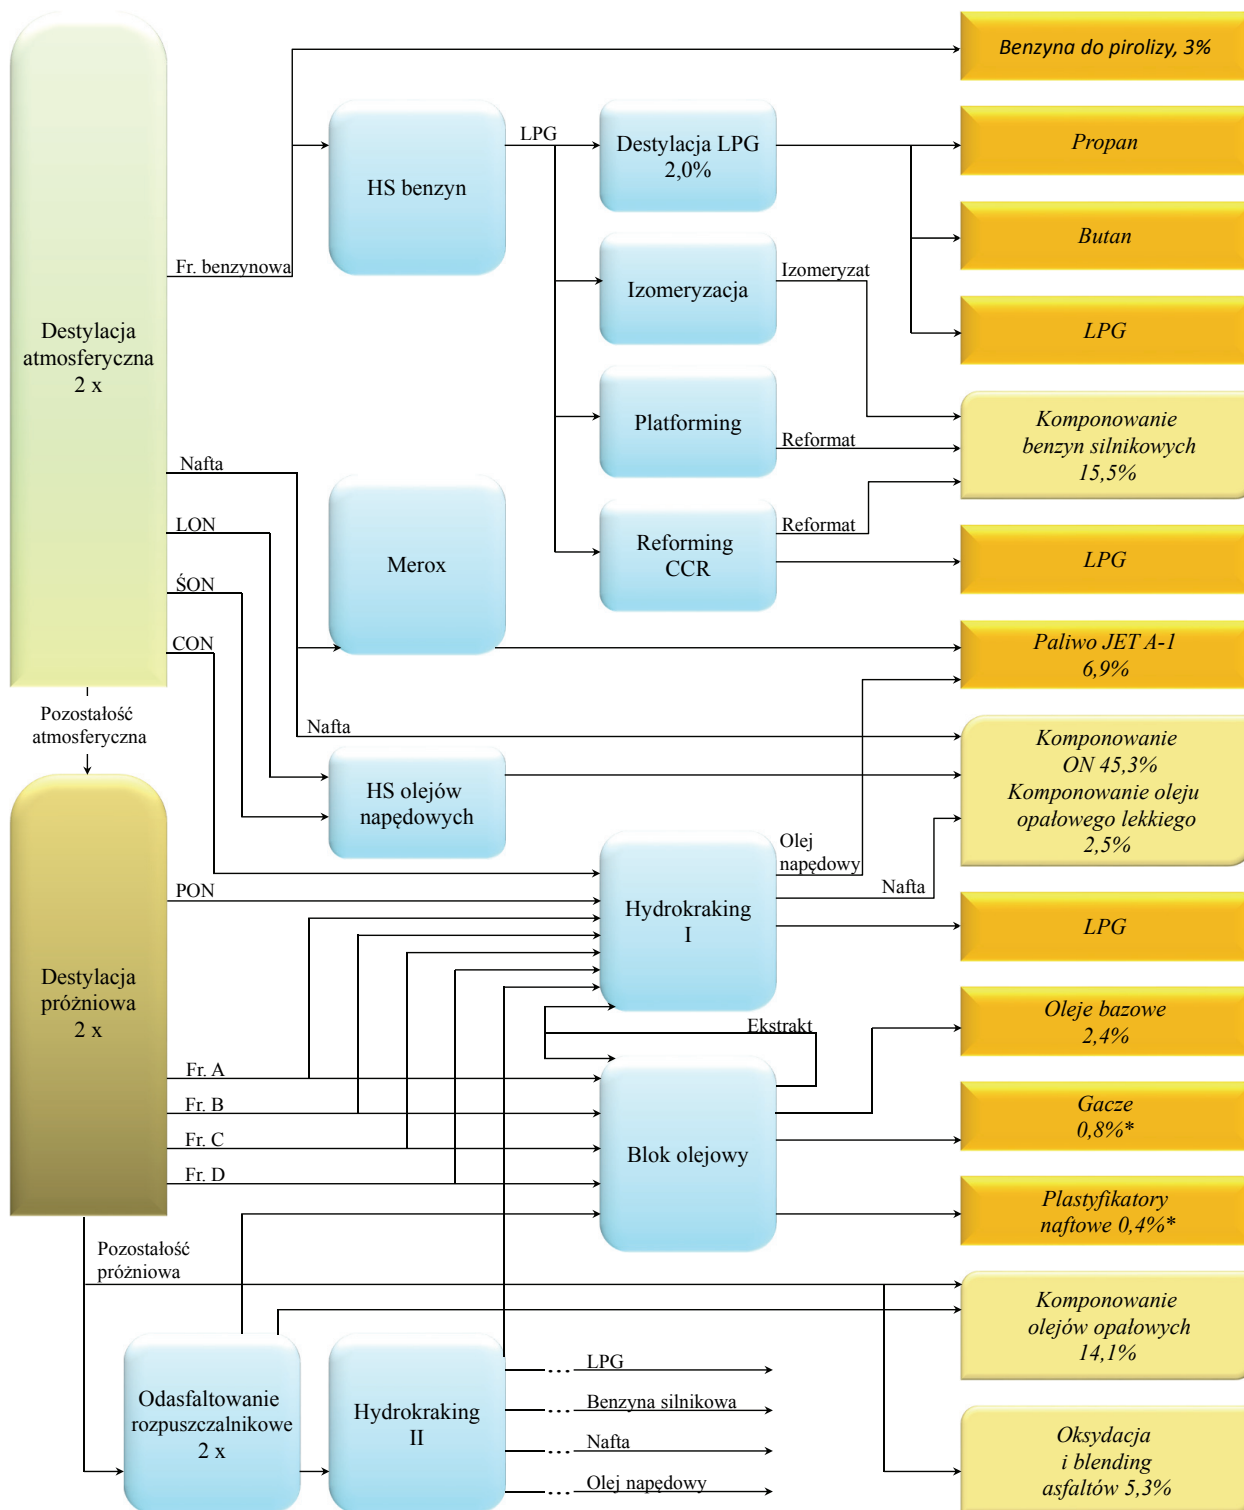 Benzyna do pirolizy, 3%
LPG
Destylacja LPG
2,0%
Propan
HS benzyn
Butan
Fr. benzynowa
Izomeryzacja
Izomeryzat
LPG
Destylacja
atmosferyczna
2 x
Platforming
Reformat
Komponowanie
benzyn silnikowych
15,5%
Nafta
LON
ŚON
CON
Merox
Reforming
CCR
Reformat
LPG
Paliwo JET A-1
6,9%
Pozostałość
atmosferyczna
Nafta
Komponowanie
ON 45,3%
Komponowanie oleju
opałowego lekkiego
2,5%
HS olejów
napędowych
Olej
napędowy
Nafta
PON
Hydrokraking
I
LPG
Destylacja
próżniowa
2 x
Ekstrakt
Oleje bazowe
2,4%
Fr. A
Fr. B
Fr. C
Fr. D
Blok olejowy
Gacze
0,8%*
Plastyfikatory
naftowe 0,4%*
Pozostałość
próżniowa
Komponowanie
olejów opałowych
14,1%
Odasfaltowanie
rozpuszczalnikowe
2 x
Hydrokraking
II
... LPG
... Benzyna silnikowa
... Nafta
... Olej napędowy
Oksydacja
i blending
asfaltów 5,3%